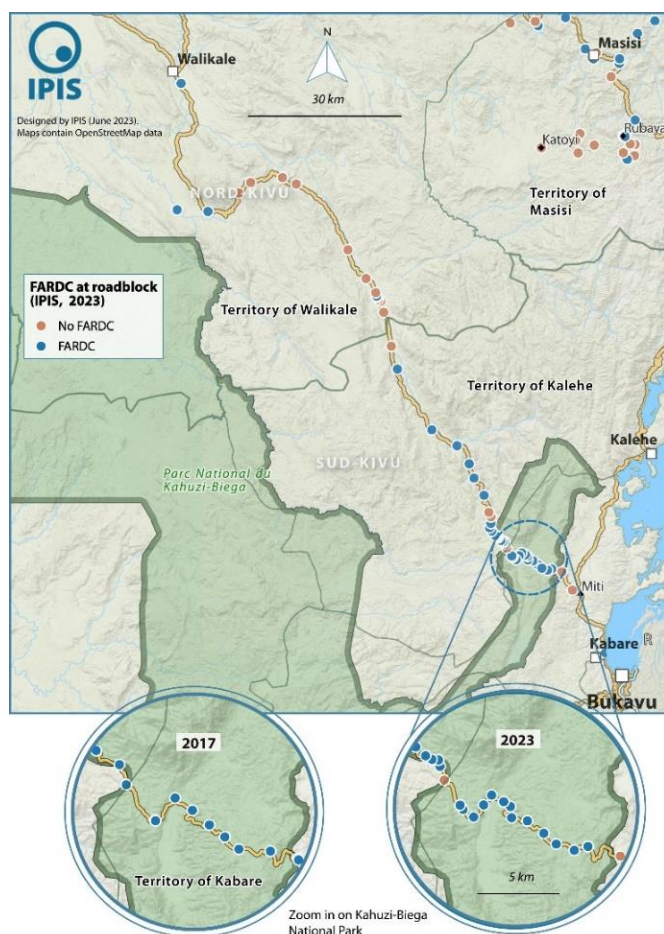 IPIS
Designed by IPIS (June 2023).
Maps contain OpenStreetMap data
Walikale
N
30 km
Masisi
Rubaya
Katoyi
Territory of
Masisi
NORD-KIVU
FARDC at roadblock
(IPIS, 2023)
No FARDC
FARDC
Territory of Walikale
Territory of Kalehe
Kalehe
SUD KIVU
Parc National du
Kahuzi-Biega
Miti
Kabare
R
Bukavu
2017
Territory of Kabare
2023
5 km
Zoom in on Kahuzi-Biega
National Park